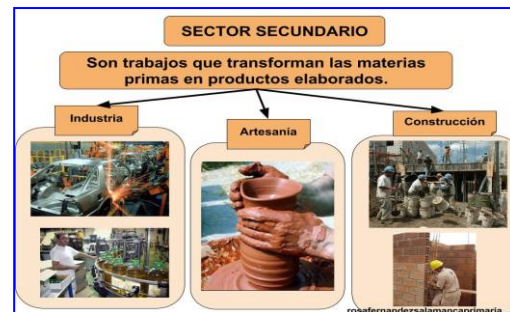 SECTOR SECUNDARIO
Son trabajos que transforman las materias
primas en productos elaborados.
Industria
Artesanía
Construcción
rosafernandezsalamancaprimaria